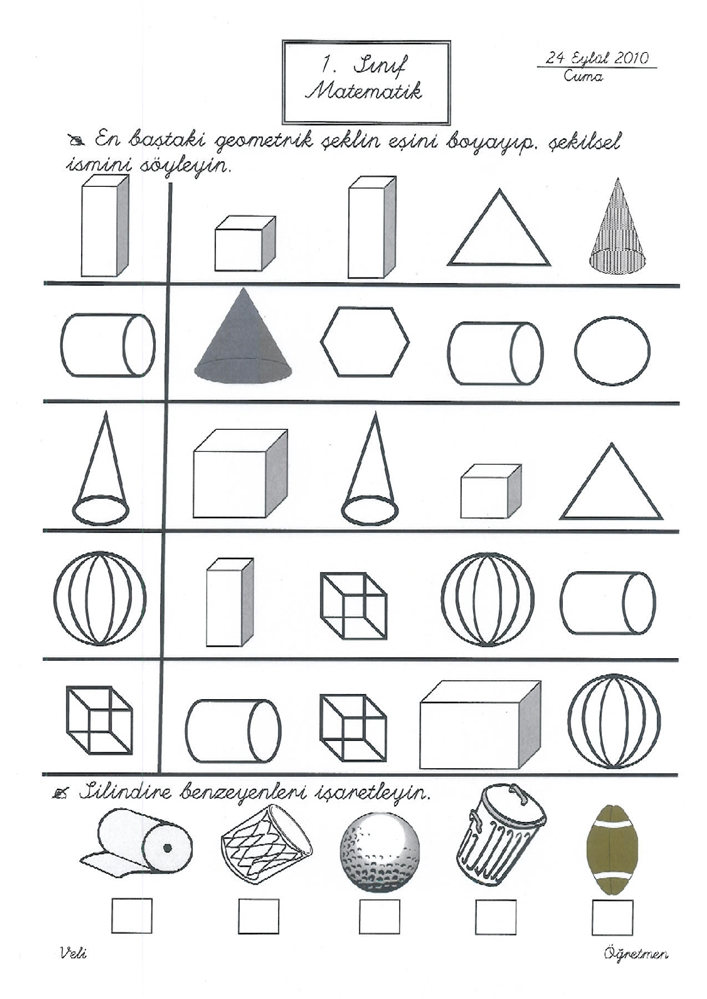 1. Sınıf
Matematik
24 Eylül 2010
Cuma
En baştaki geometrik şeklin eşini boyayıp, şekilsel
ismini söyleyin.
Silindire benzeyenleri işaretleyin.
Veli
Öğretmen